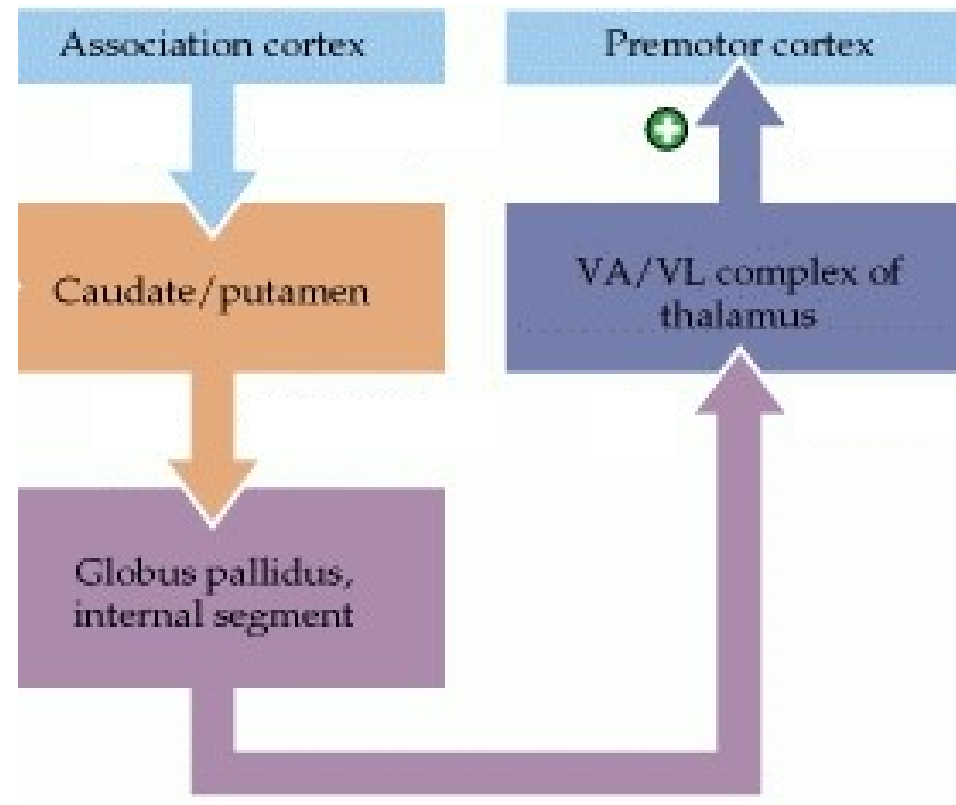 Association cortex
Premotor cortex
Caudate/putamen
VA/VL complex of
thalamus
Globus pallidus,
internal segment